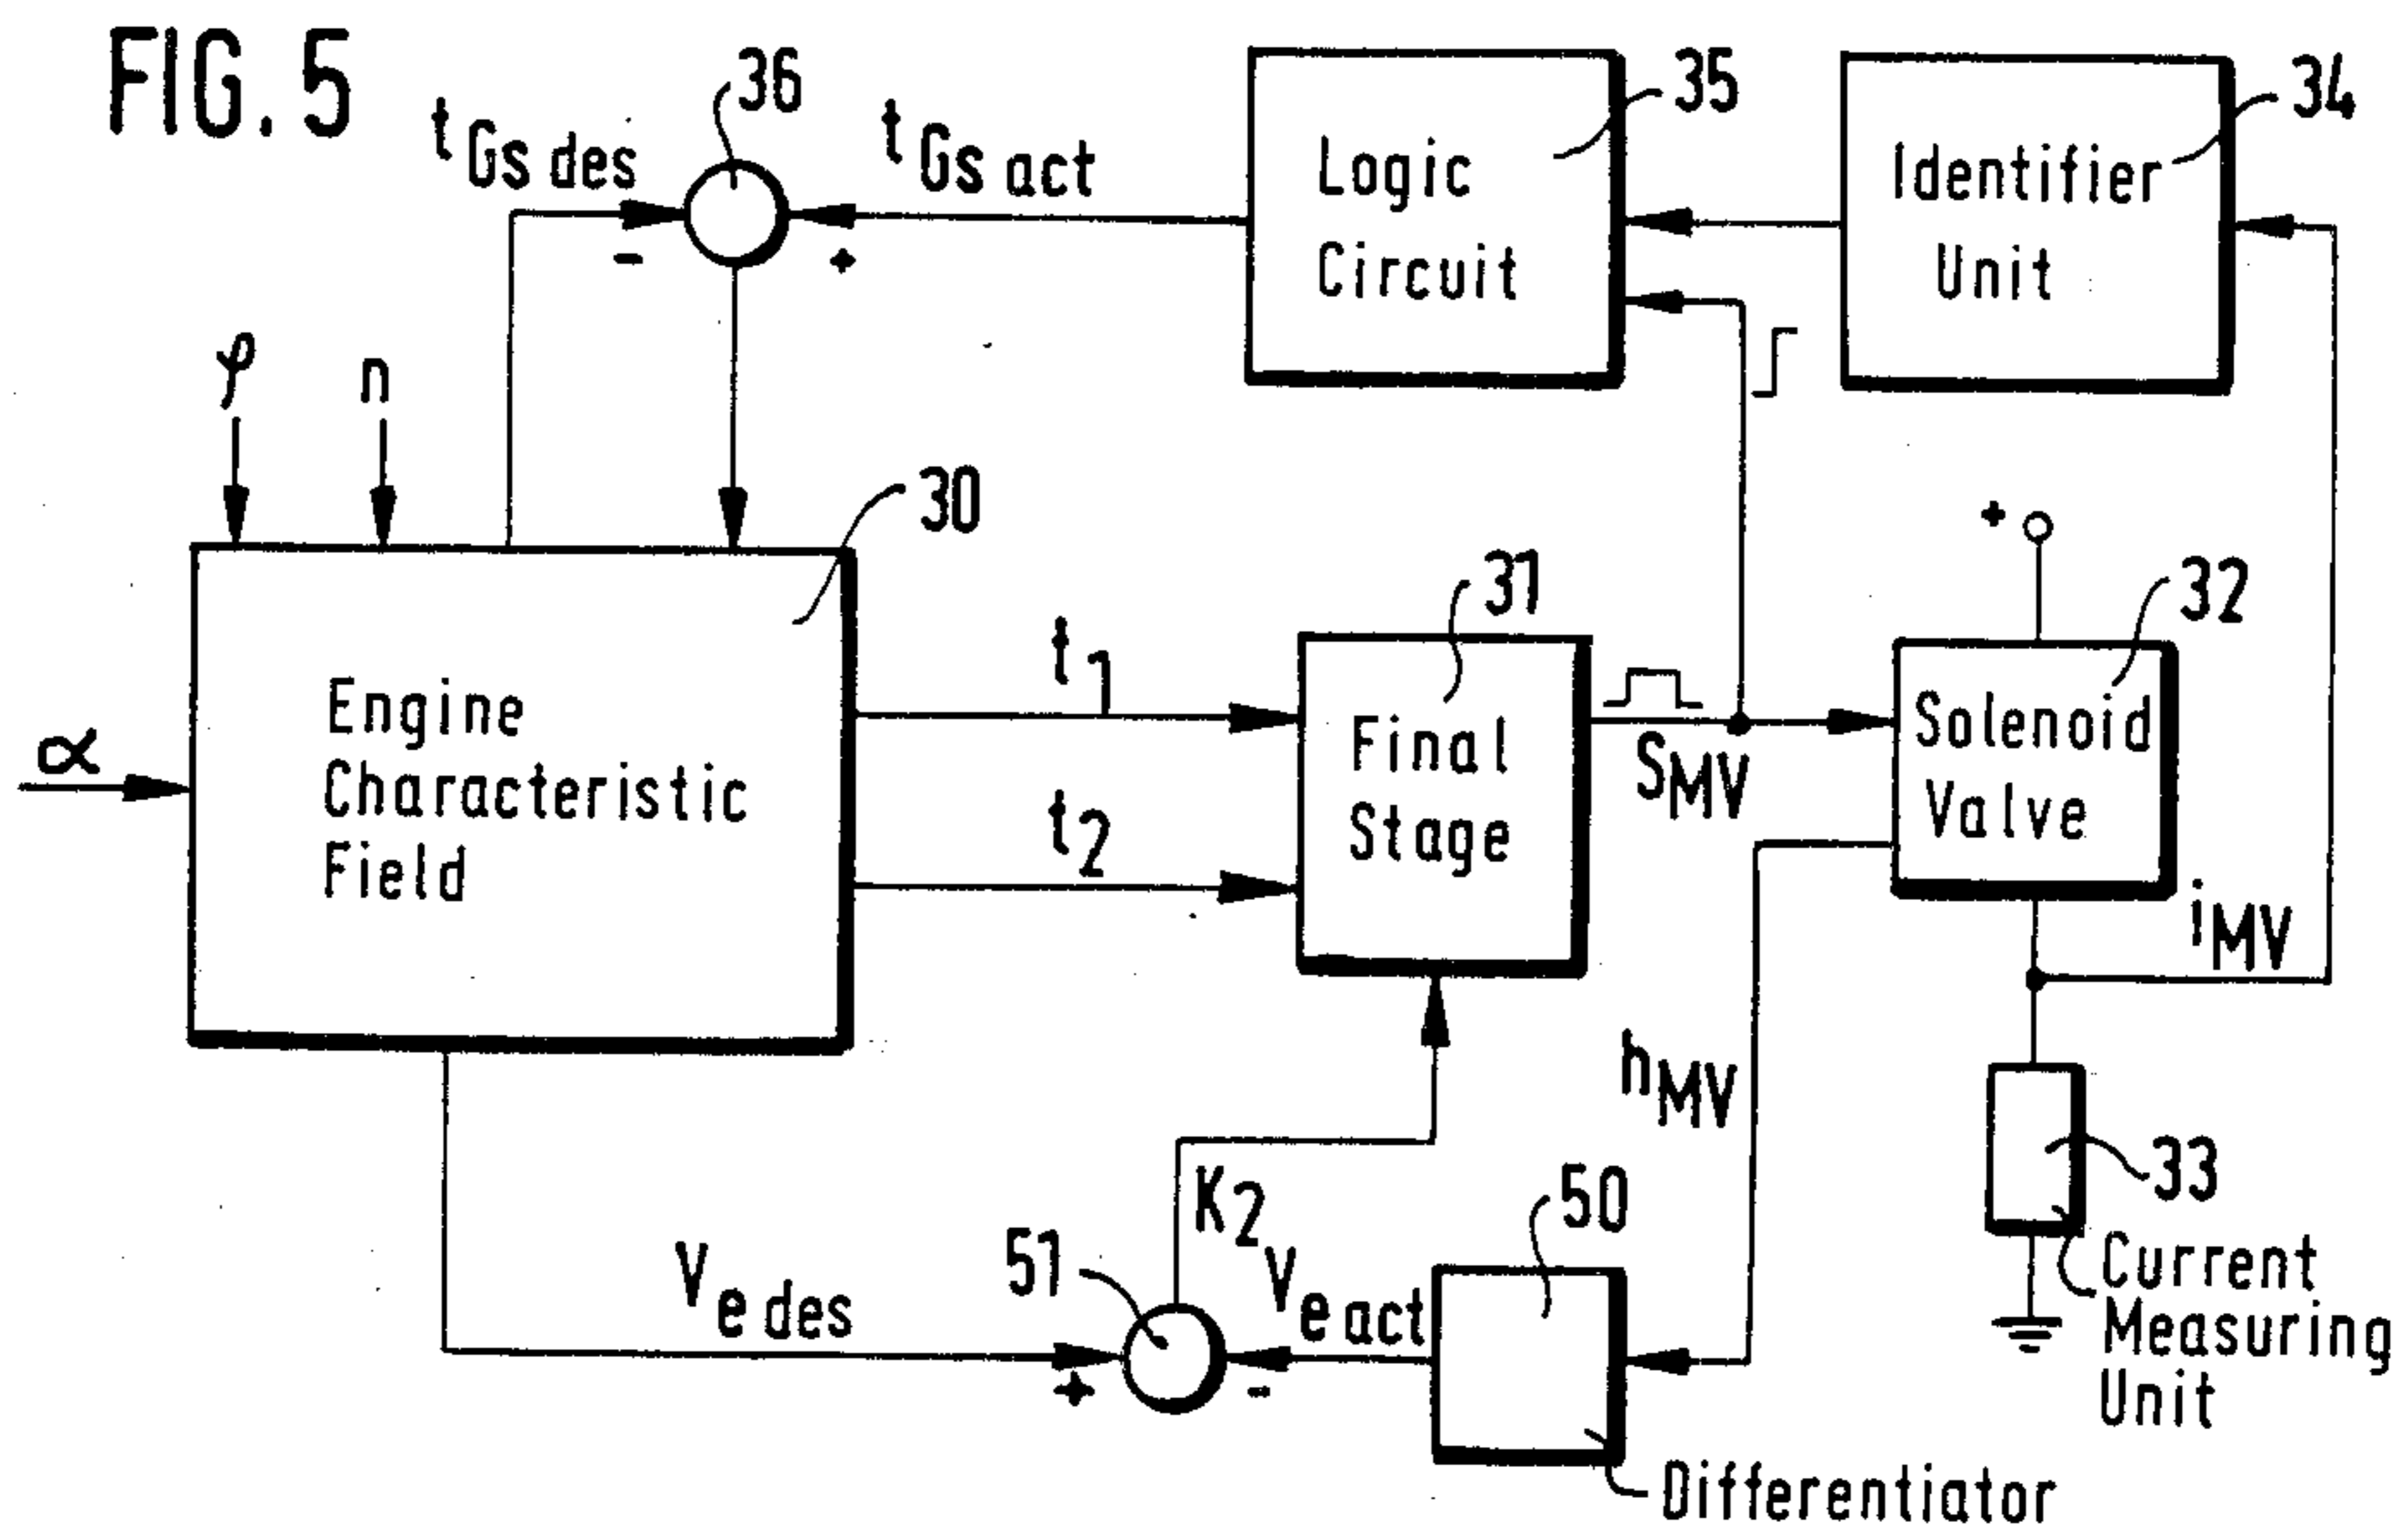 FIG. 5
36
35
34
tGs des
tGs act
Logic
Circuit
Identifier
Unit
-
+
φ
n
30
+
31
32
α
Engine
Characteristic
Field
t1
t2
Final
Stage
SMV
Solenoid
Valve
iMV
hMV
33
Current
Measuring
Unit
K2
50
51
Ve des
Ve act
+
-
Differentiator